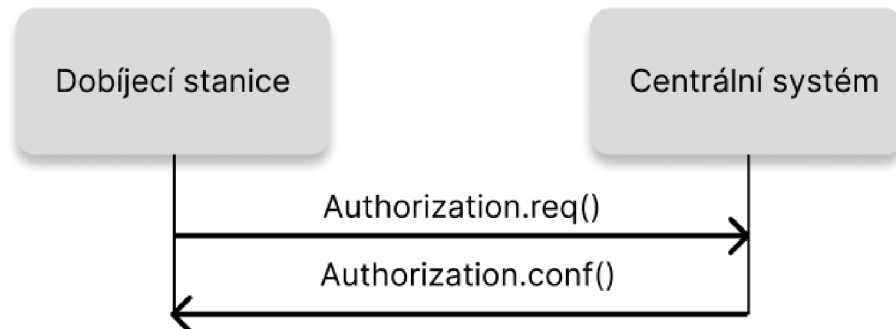 Dobíjecí stanice
Centrální systém
Authorization.req()
Authorization.conf()